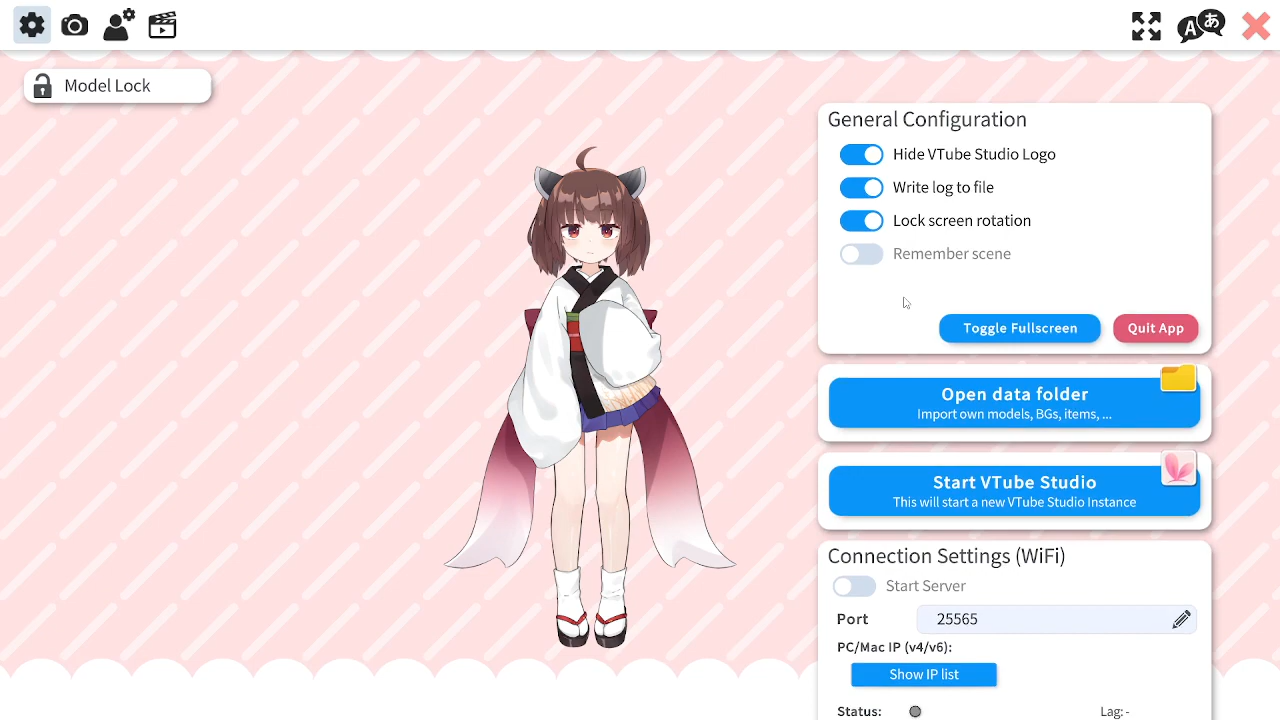 A あ
Model Lock
General Configuration
Hide VTube Studio Logo
Write log to file
Lock screen rotation
Remember scene
Toggle Fullscreen
Quit App
Open data folder
Import own models, BGs, items, ...
Start VTube Studio
This will start a new VTube Studio Instance
Connection Settings (WiFi)
Start Server
Port 25565
PC/Mac IP (v4/v6):
Show IP list
Status: Lag: -